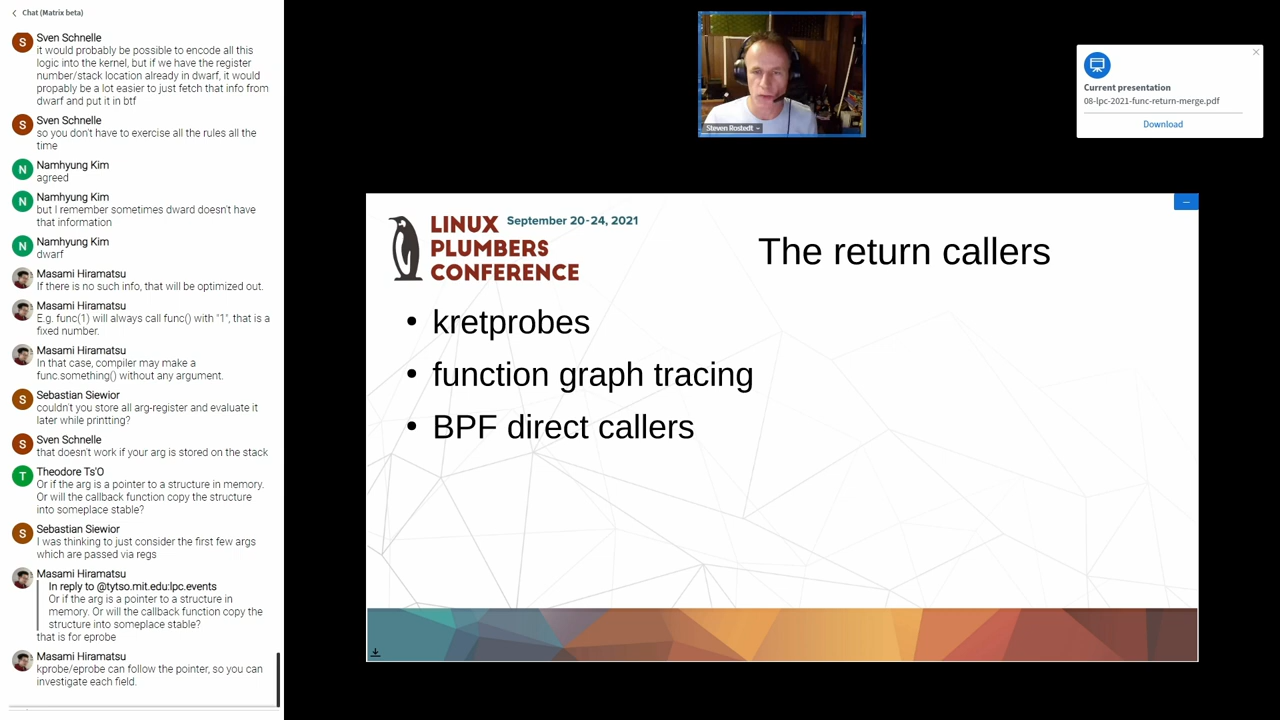 Chat (Matrix beta)
Sven Schnelle
it would probably be possible to encode all this
logic into the kernel, but if we have the register
number/stack location already in dwarf, it would
propably be a lot easier to just fetch that info from
dwarf and put it in btf
Sven Schnelle
so you don't have to exercise all the rules all the
time
Namhyung Kim
agreed
Namhyung Kim
but I remember sometimes dward doesn't have
that information
Namhyung Kim
dwarf
Masami Hiramatsu
If there is no such info, that will be optimized out.
Masami Hiramatsu
E.g. func(1) will always call func() with "1", that is a
fixed number.
Masami Hiramatsu
In that case, compiler may make a
func.something() without any argument.
Sebastian Siewior
couldn't you store all arg-register and evaluate it
later while printting?
Sven Schnelle
that doesn't work if your arg is stored on the stack
Theodore Ts'O
Or if the arg is a pointer to a structure in memory.
Or will the callback function copy the structure
into someplace stable?
Sebastian Siewior
I was thinking to just consider the first few args
which are passed via regs
Masami Hiramatsu
In reply to @tytso.mit.edu:lpc.events
Or if the arg is a pointer to a structure in
memory. Or will the callback function copy the
structure into someplace stable?
that is for eprobe
Masami Hiramatsu
kprobe/eprobe can follow the pointer, so you can
investigate each field.
S
S
N
N
N
S
S
T
S
Steven Rostedt
Current presentation
08-lpc-2021-func-return-merge.pdf
Download
LINUX September 20-24, 2021
PLUMBERS
CONFERENCE
The return callers
• kretprobes
• function graph tracing
• BPF direct callers